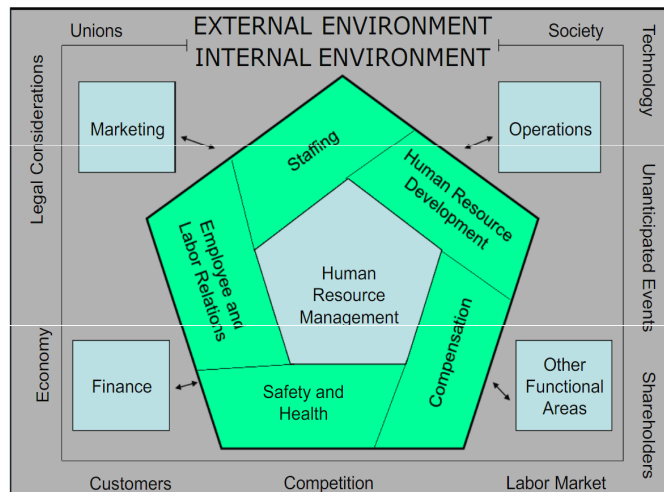 Unions
EXTERNAL ENVIRONMENT
Society
INTERNAL ENVIRONMENT
Technology
Legal Considerations
Marketing
Operations
Staffing
Human Resource
Development
Unanticipated Events
Employee and
Labor Relations
Human
Resource
Management
Compensation
Economy
Finance
Safety and
Health
Other
Functional
Areas
Shareholders
Customers
Competition
Labor Market